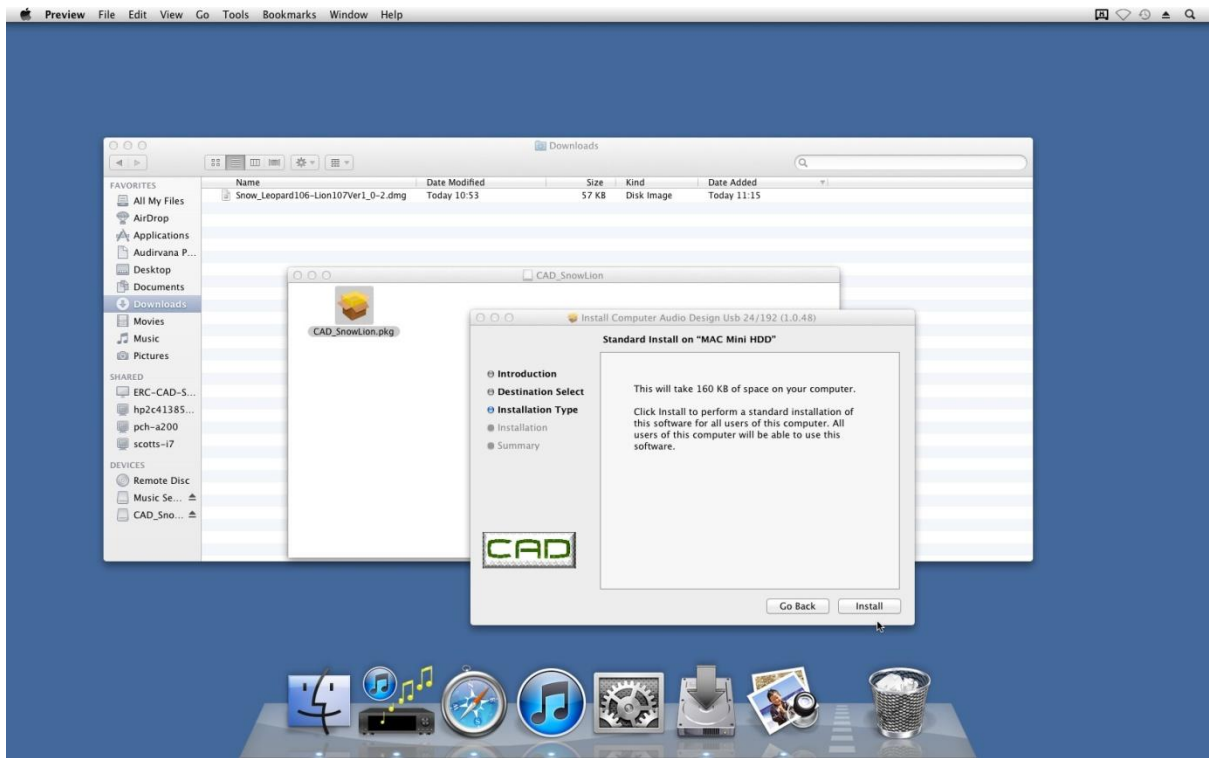 Preview File Edit View Go Tools Bookmarks Window Help
Downloads
Name Date Modified Size Kind Date Added
Snow_Leopard106-Lion107Ver1_0-2.dmg Today 10:53 57 KB Disk Image Today 11:15
FAVORITES
All My Files
AirDrop
Applications
Audirvana P...
Desktop
Documents
Downloads
Movies
Music
Pictures
SHARED
ERC-CAD-S...
hp2c41385...
pch-a200
scotts-i7
DEVICES
Remote Disc
Music Se...
CAD_Sno...
CAD_SnowLion
CAD_SnowLion.pkg
Install Computer Audio Design Usb 24/192 (1.0.48)
Standard Install on "MAC Mini HDD"
Introduction
Destination Select
Installation Type
Installation
Summary
CAD
This will take 160 KB of space on your computer.
Click Install to perform a standard installation of
this software for all users of this computer. All
users of this computer will be able to use this
software.
Go Back Install